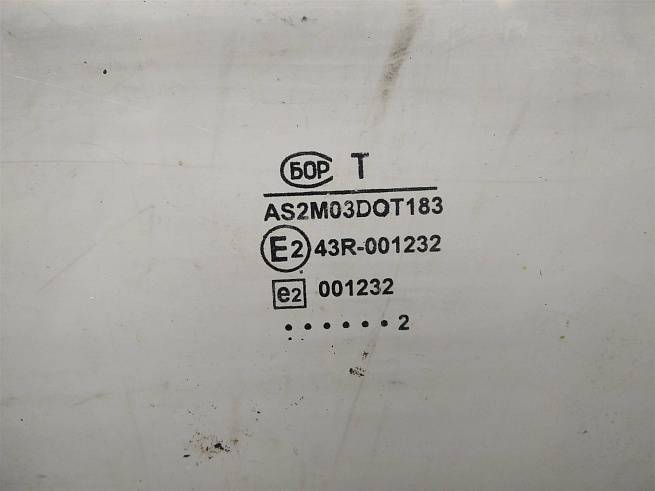 БОР T
AS2M03DOT183
E2 43R-001232
e2 001232
. . . . . . 2